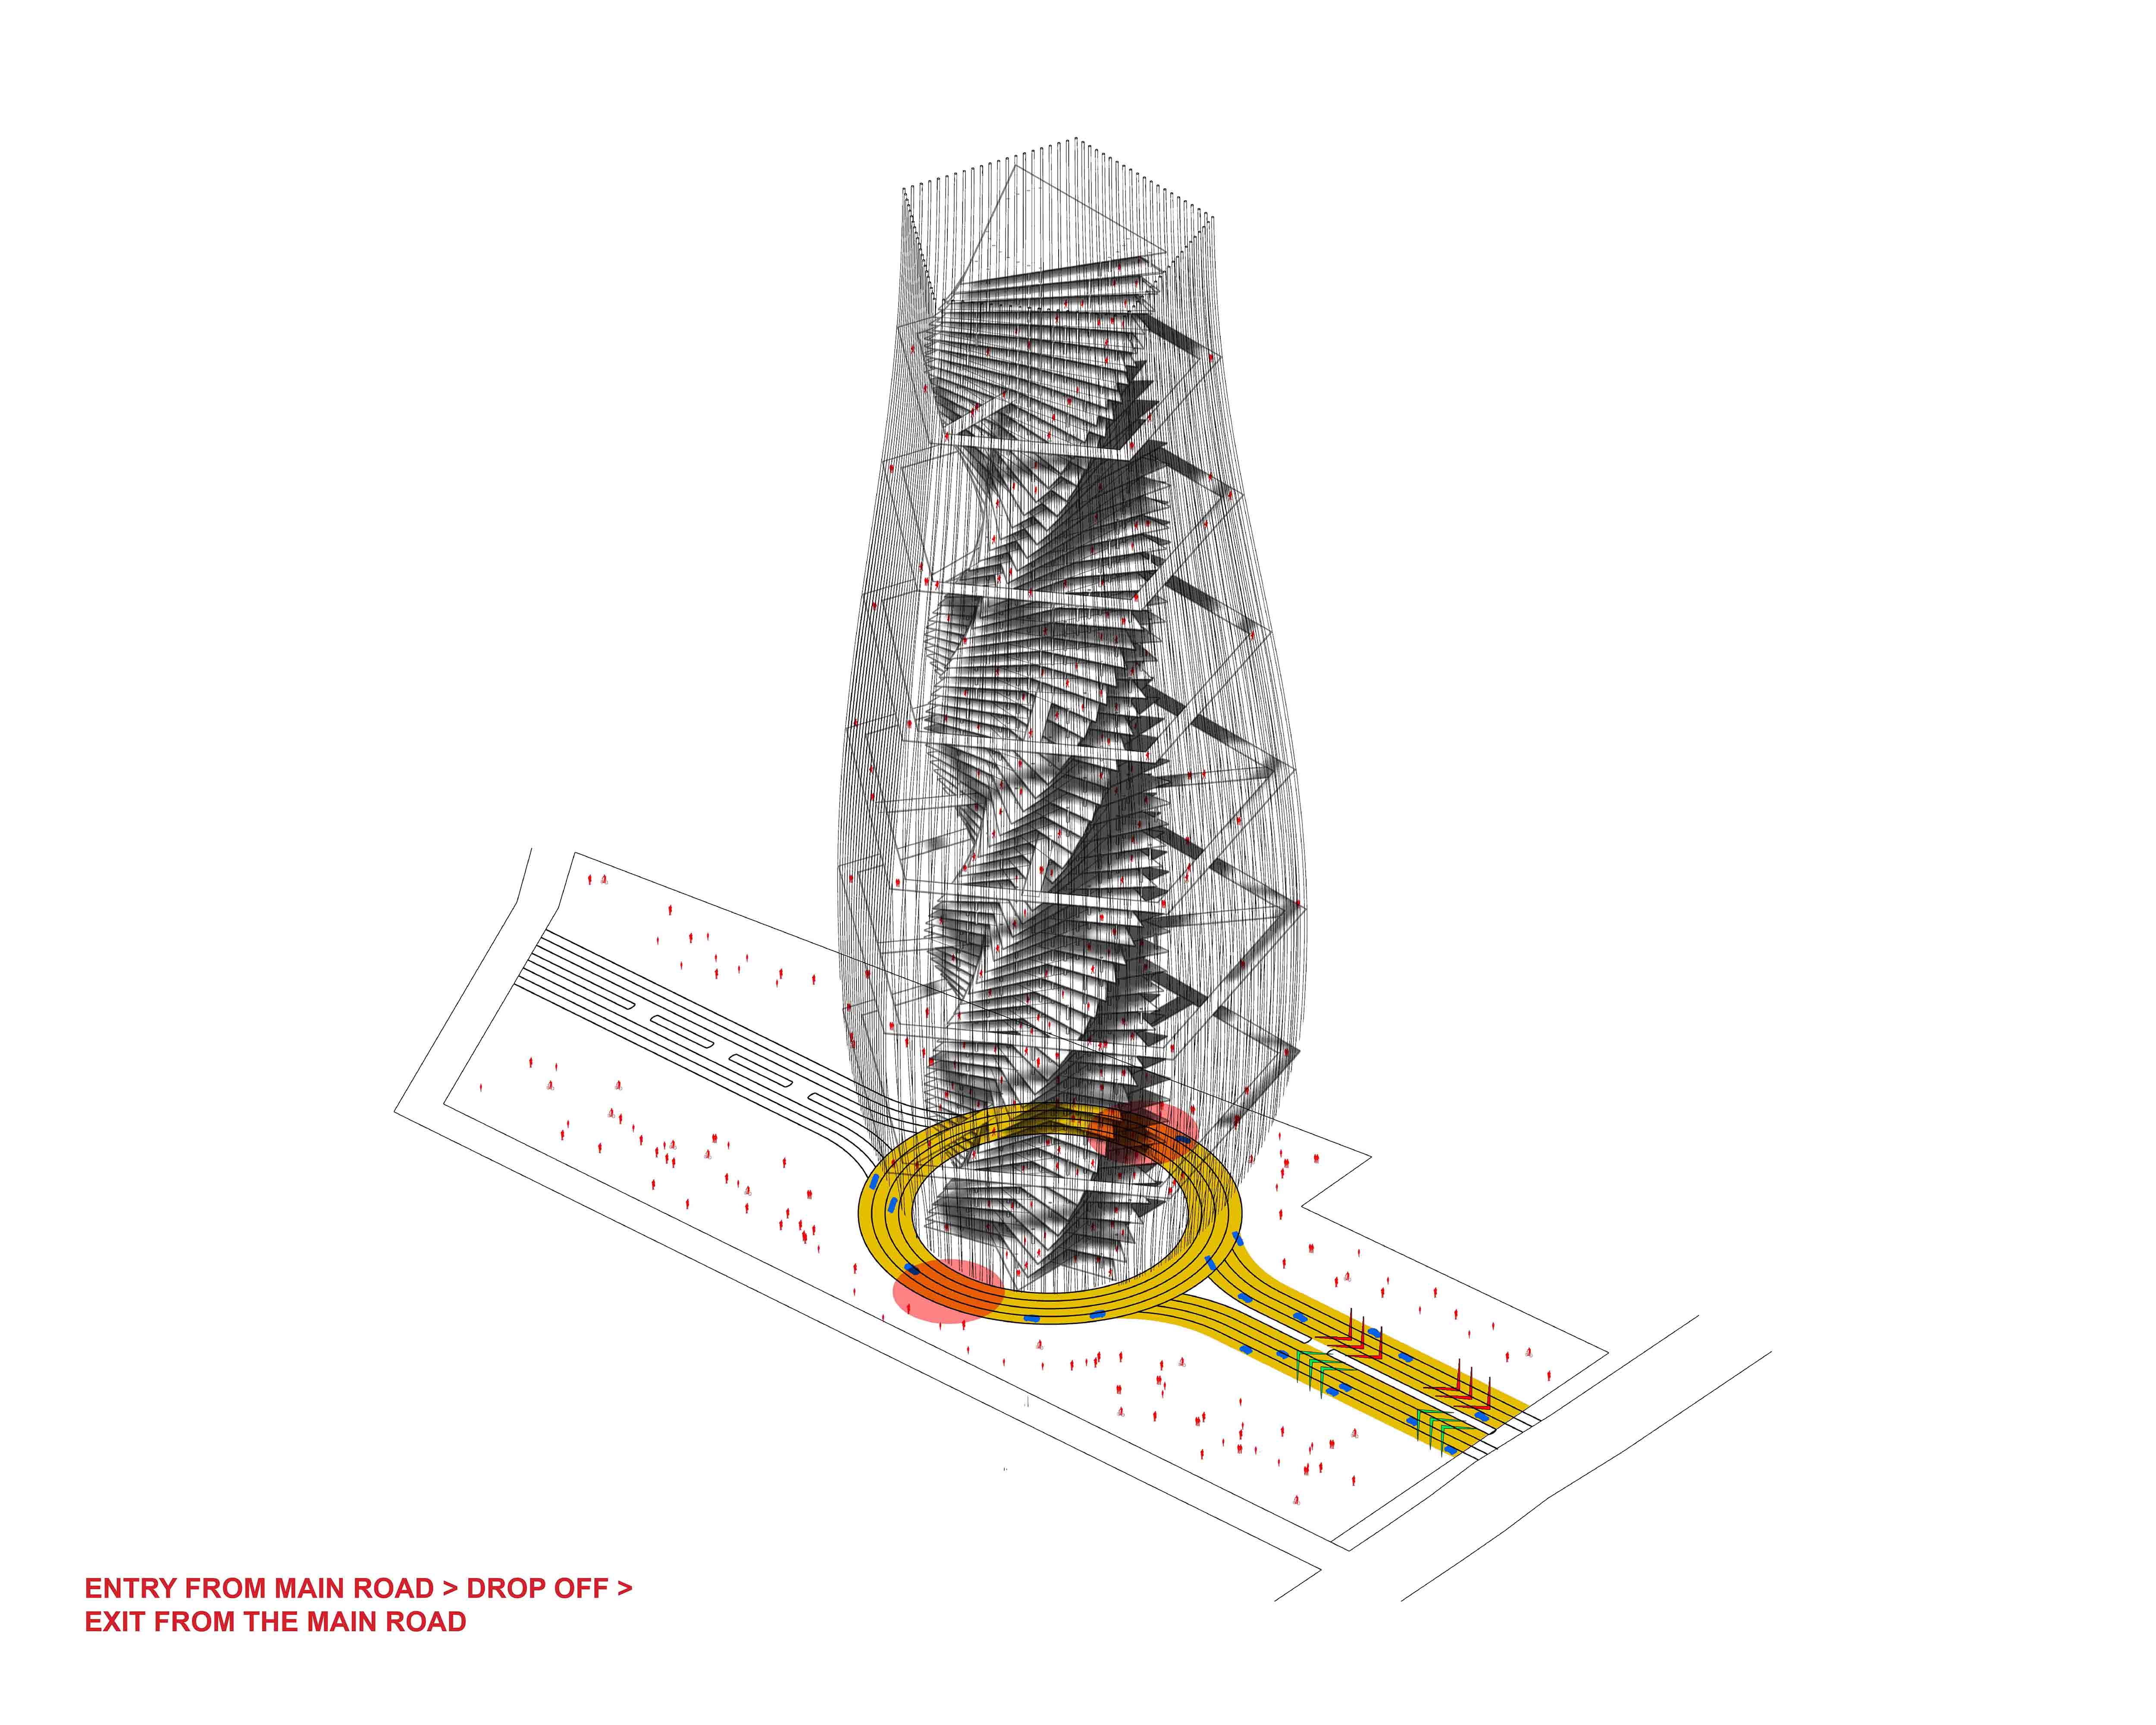 ENTRY FROM MAIN ROAD > DROP OFF >
EXIT FROM THE MAIN ROAD